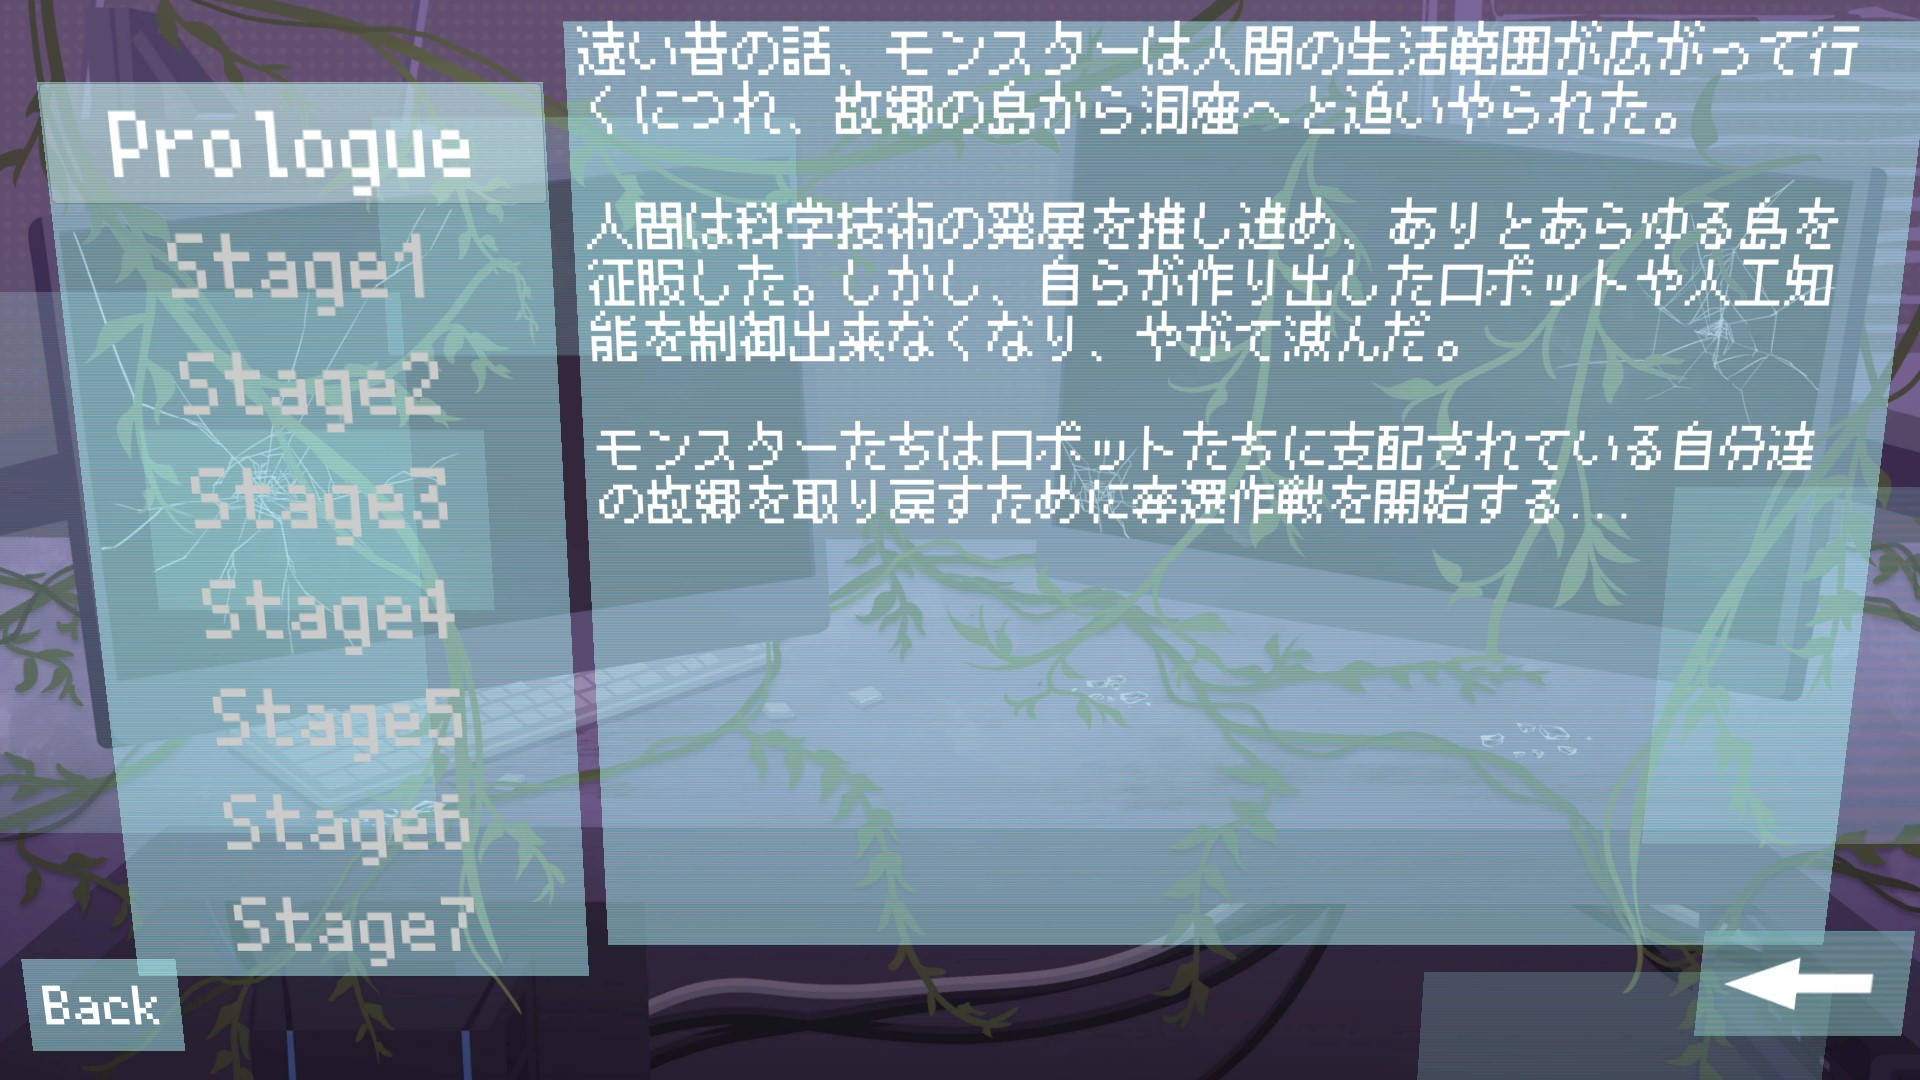 Prologue
Stage1
Stage2
Stage3
Stage4
Stage5
Stage6
Stage7
Back
遠い昔の話、モンスターは人間の生活範囲が広がって行
くにつれ、故郷の島から洞窟へと追いやられた。
人間は科学技術の発展を推し進め、ありとあらゆる島を
征服した。しかし、自らが作り出したロボットや人工知
能を制御出来なくなり、やがて滅んだ。
モンスターたちはロボットたちに支配されている自分達
の故郷を取り戻すために奪還作戦を開始する...